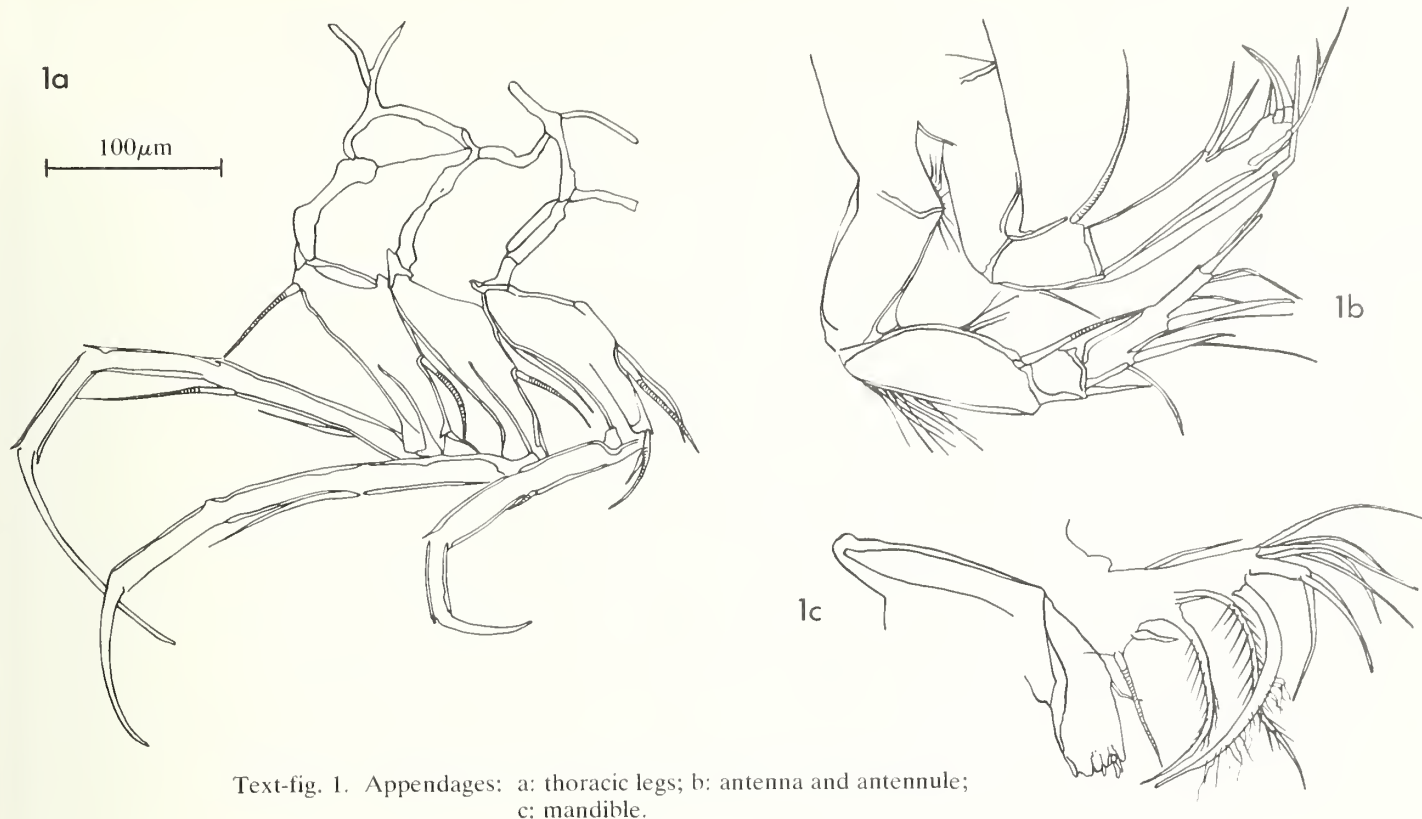 1a
100μm
1b
1c
Text-fig. 1. Appendages: a: thoracic legs; b: antenna and antennule;
c: mandible.